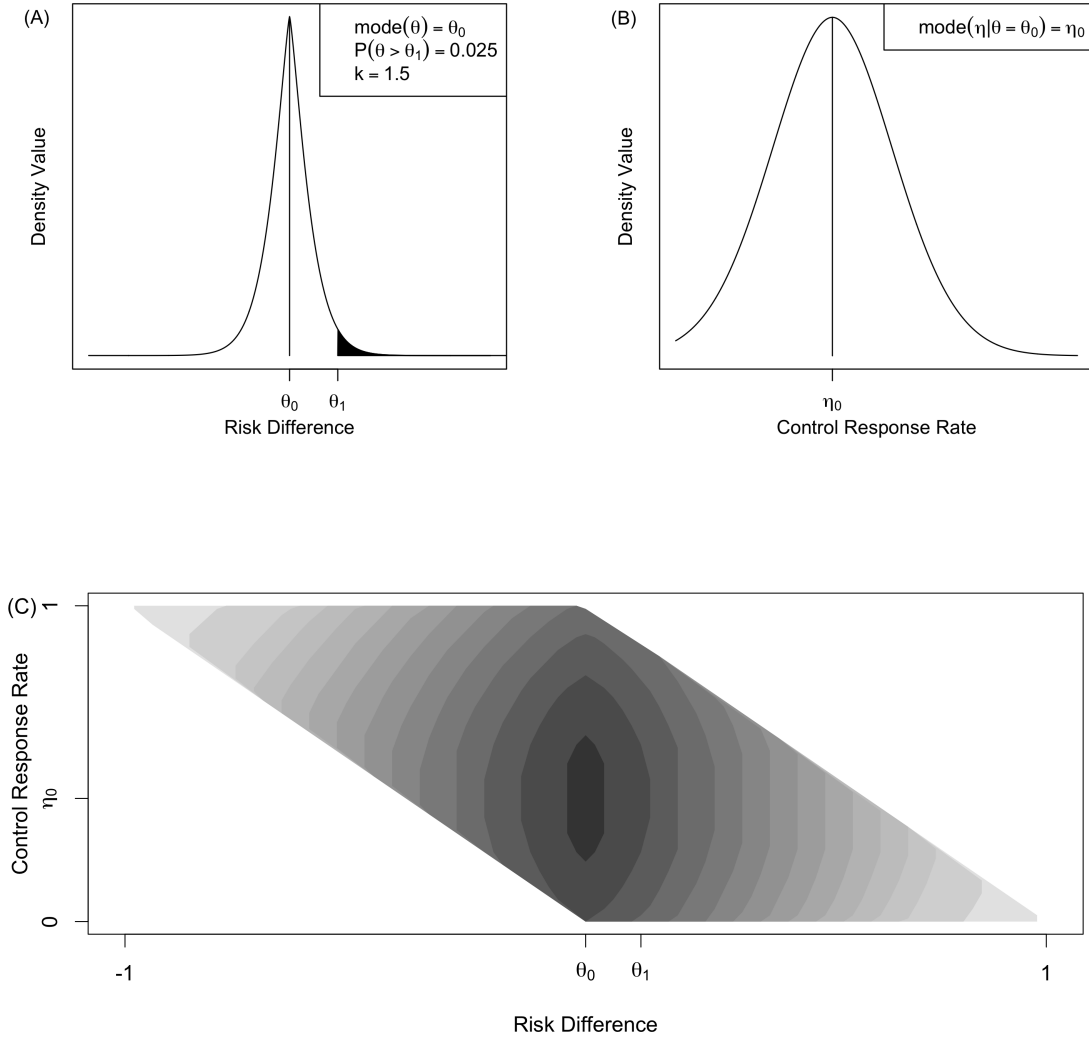 (A)
mode(θ) = θ₀
P(θ > θ₁) = 0.025
k = 1.5
Density Value
θ₀ θ₁
Risk Difference
(B)
mode(η|θ = θ₀) = η₀
Density Value
η₀
Control Response Rate
(C)
Control Response Rate
1
η₀
0
-1 θ₀ θ₁ 1
Risk Difference